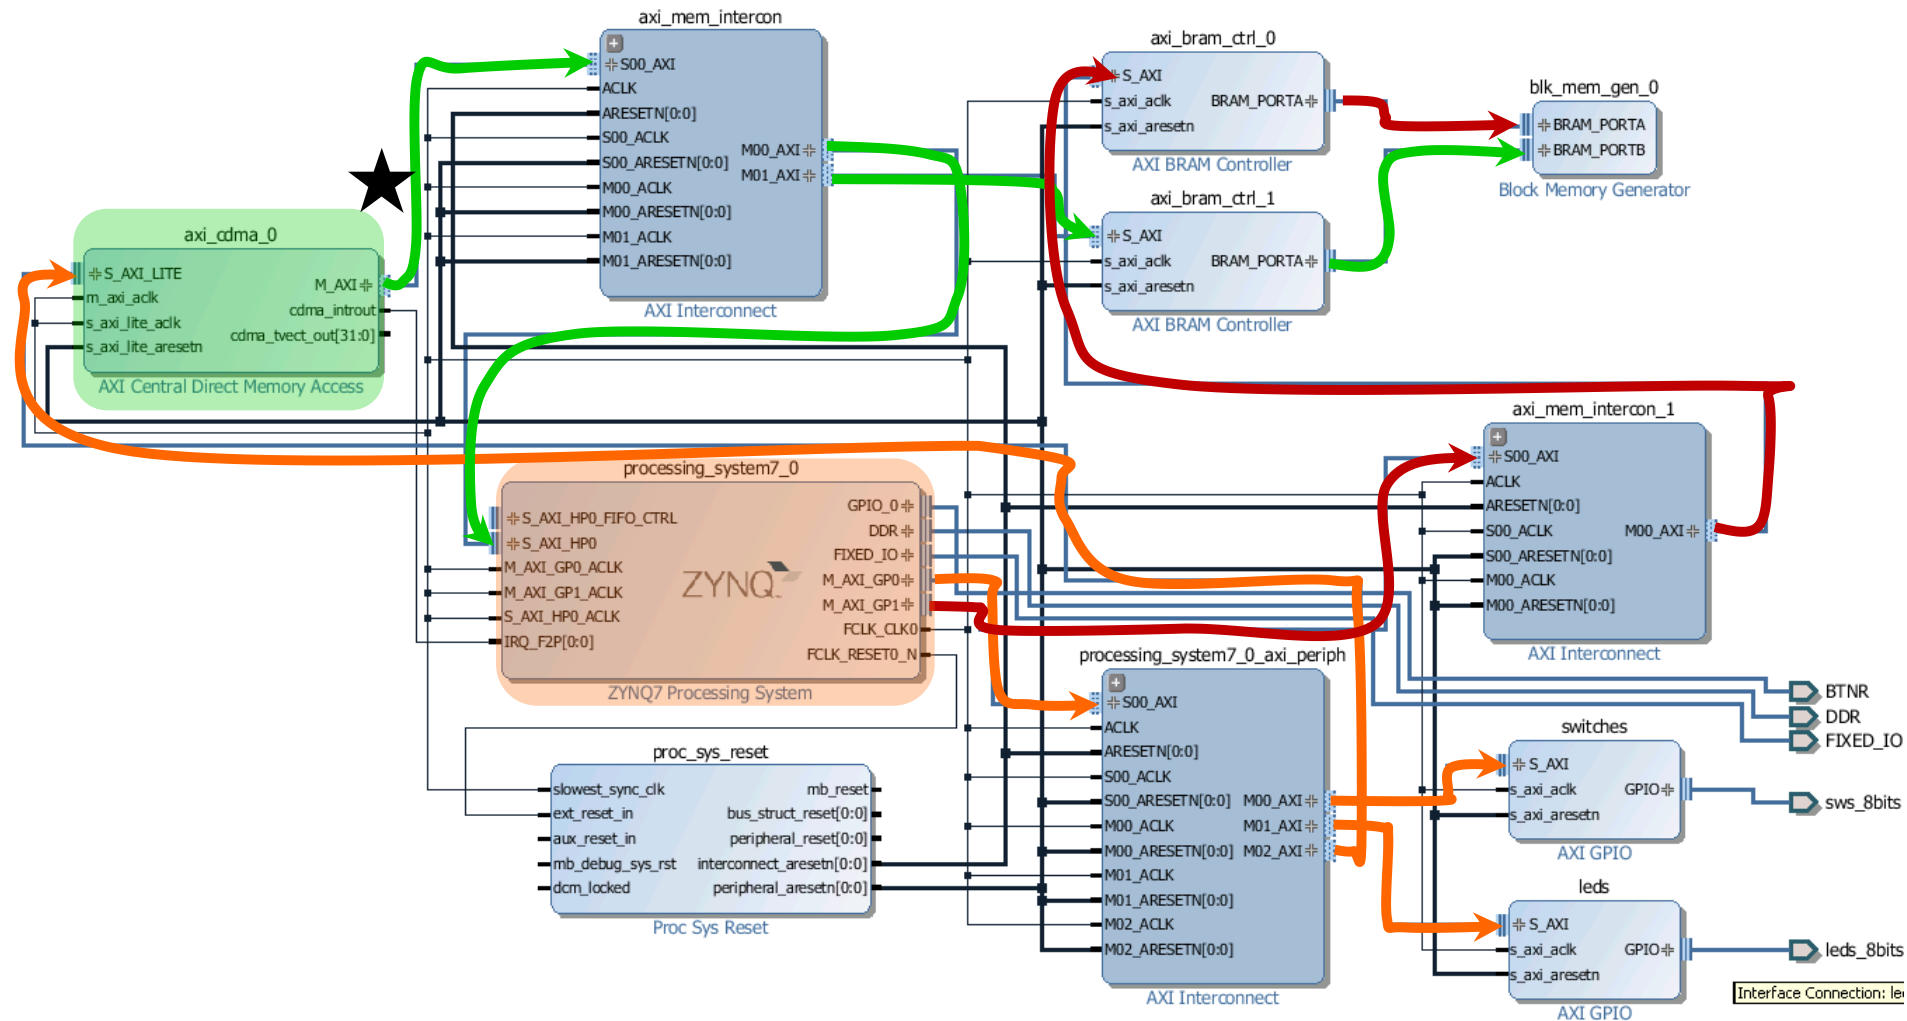 axi_mem_intercon
S00_AXI
ACLK
ARESETN[0:0]
S00_ACLK
S00_ARESETN[0:0]
M00_ACLK
M00_ARESETN[0:0]
M01_ACLK
M01_ARESETN[0:0]
M00_AXI
M01_AXI
AXI Interconnect
axi_bram_ctrl_0
S_AXI
s_axi_aclk
s_axi_aresetn
BRAM_PORTA
AXI BRAM Controller
blk_mem_gen_0
BRAM_PORTA
BRAM_PORTB
Block Memory Generator
axi_bram_ctrl_1
S_AXI
s_axi_aclk
s_axi_aresetn
BRAM_PORTA
AXI BRAM Controller
axi_cdma_0
S_AXI_LITE
m_axi_aclk
s_axi_lite_aclk
s_axi_lite_aresetn
M_AXI
cdma_introut
cdma_tvect_out[31:0]
AXI Central Direct Memory Access
axi_mem_intercon_1
S00_AXI
ACLK
ARESETN[0:0]
S00_ACLK
S00_ARESETN[0:0]
M00_ACLK
M00_ARESETN[0:0]
M00_AXI
AXI Interconnect
processing_system7_0
S_AXI_HP0_FIFO_CTRL
S_AXI_HP0
M_AXI_GP0_ACLK
M_AXI_GP1_ACLK
S_AXI_HP0_ACLK
IRQ_F2P[0:0]
ZYNQ
GPIO_0
DDR
FIXED_IO
M_AXI_GP0
M_AXI_GP1
FCLK_CLK0
FCLK_RESET0_N
ZYNQ7 Processing System
processing_system7_0_axi_periph
S00_AXI
ACLK
ARESETN[0:0]
S00_ACLK
S00_ARESETN[0:0]
M00_ACLK
M00_ARESETN[0:0]
M01_ACLK
M01_ARESETN[0:0]
M02_ACLK
M02_ARESETN[0:0]
M00_AXI
M01_AXI
M02_AXI
AXI Interconnect
BTNR
DDR
FIXED_IO
proc_sys_reset
slowest_sync_clk
ext_reset_in
aux_reset_in
mb_debug_sys_rst
dcm_locked
mb_reset
bus_struct_reset[0:0]
peripheral_reset[0:0]
interconnect_aresetn[0:0]
peripheral_aresetn[0:0]
Proc Sys Reset
switches
S_AXI
s_axi_aclk
s_axi_aresetn
GPIO
AXI GPIO
sws_8bits
leds
S_AXI
s_axi_aclk
s_axi_aresetn
GPIO
AXI GPIO
leds_8bits
Interface Connection: le